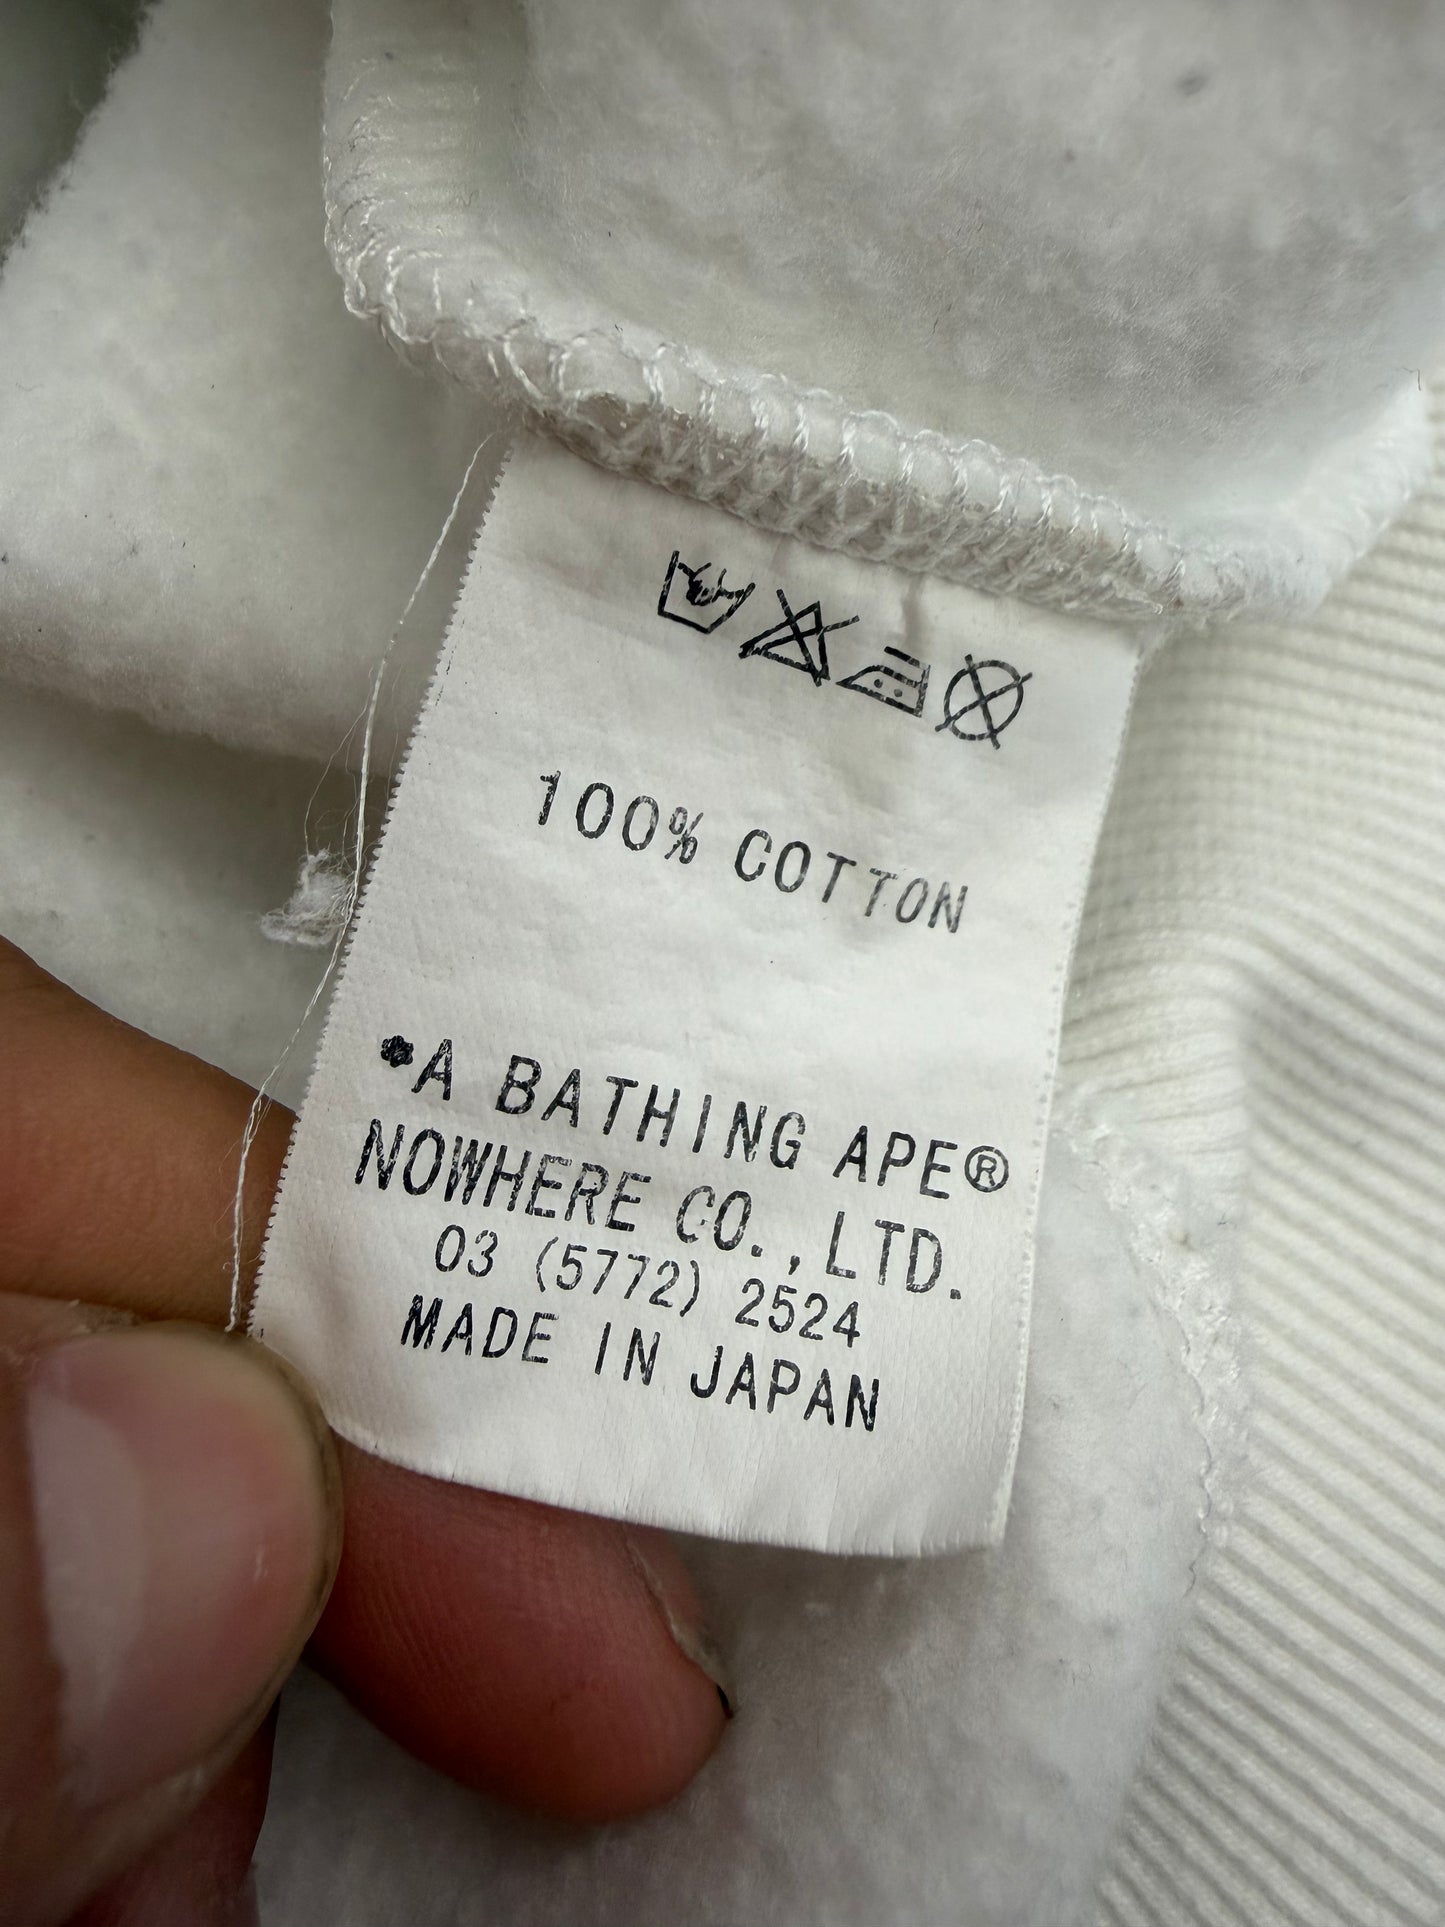 100% COTTON
*A BATHING APE®
NOWHERE CO.,LTD.
03 (5772) 2524
MADE IN JAPAN